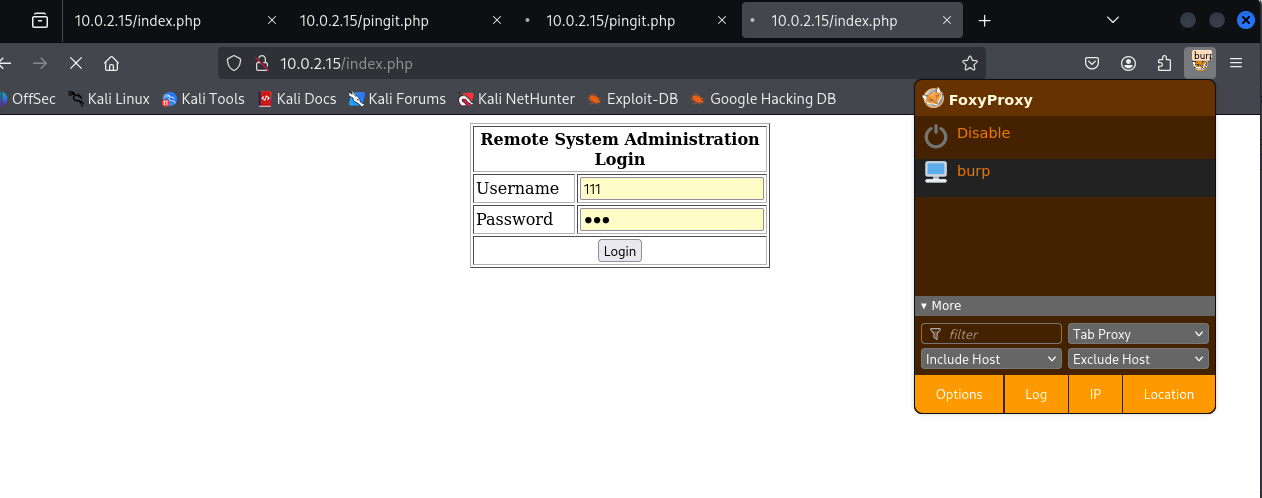 10.0.2.15/index.php
10.0.2.15/pingit.php
10.0.2.15/pingit.php
10.0.2.15/index.php
10.0.2.15/index.php
burp
OffSec
Kali Linux
Kali Tools
Kali Docs
Kali Forums
Kali NetHunter
Exploit-DB
Google Hacking DB
Remote System Administration
Login
Username
111
Password
Login
FoxyProxy
Disable
burp
More
filter
Tab Proxy
Include Host
Exclude Host
Options
Log
IP
Location